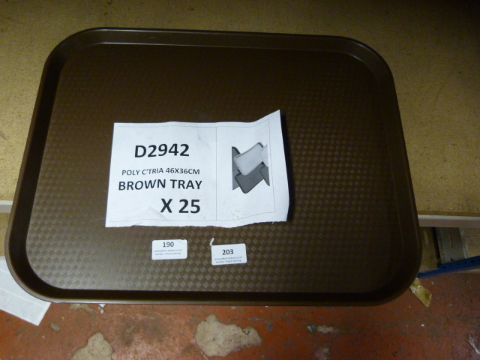 D2942
POLY C'TRIA 46X36CM
BROWN TRAY
X 25
190
203